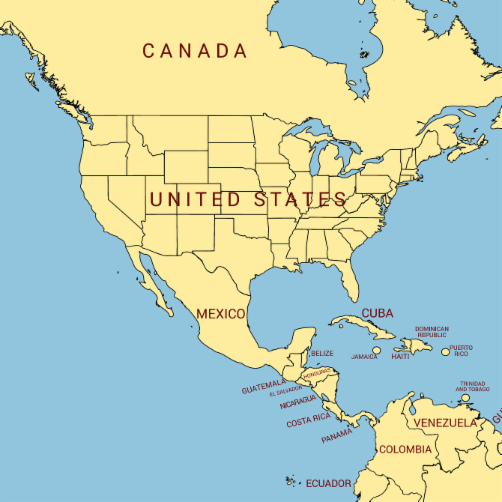 CANADA
UNITED STATES
MEXICO
CUBA
DOMINICAN
REPUBLIC
PUERTO
RICO
JAMAICA
HAITI
BELIZE
HONDURAS
GUATEMALA
EL SALVADOR
NICARAGUA
COSTA RICA
PANAMA
TRINIDAD
AND TOBAGO
VENEZUELA
GU
COLOMBIA
ECUADOR